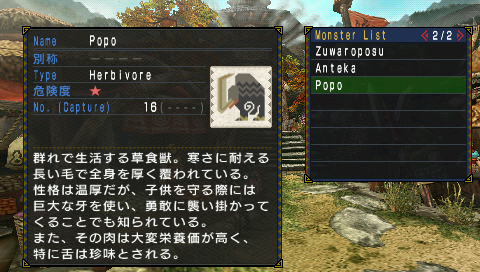 Name Popo
別称 －－－－－
Type Herbivore
危険度 ★
No. (Capture) 16(----)
群れで生活する草食獣。寒さに耐える
長い毛で全身を厚く覆われている。
性格は温厚だが、子供を守る際には
巨大な牙を使い、勇敢に襲い掛かって
くることでも知られている。
また、その肉は大変栄養価が高く、
特に舌は珍味とされる。
Monster List 2/2
Zuwaroposu
Anteka
Popo